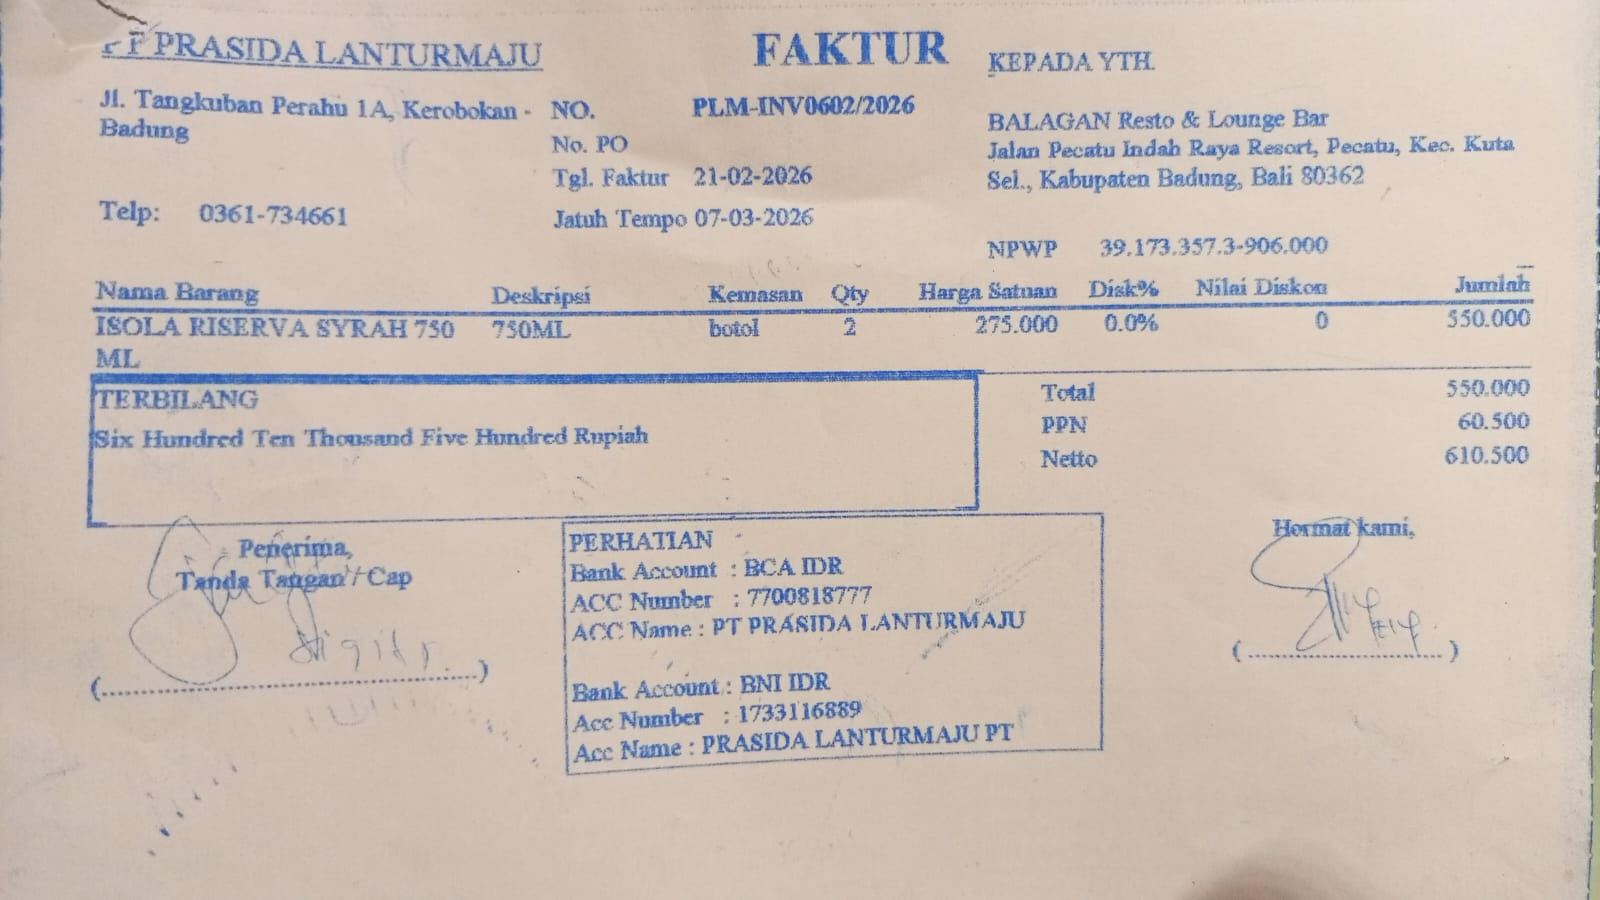 PT PRASIDA LANTURMAJU
FAKTUR
KEPADA YTH.
Jl. Tangkuban Perahu 1A, Kerobokan -
Badung
Telp: 0361-734661
NO. PLM-INV0602/2026
No. PO
Tgl. Faktur 21-02-2026
Jatuh Tempo 07-03-2026
BALAGAN Resto & Lounge Bar
Jalan Pecatu Indah Raya Resort, Pecatu, Kec. Kuta
Sel., Kabupaten Badung, Bali 80362
NPWP 39.173.357.3-906.000
Nama Barang Deskripsi Kemasan Qty Harga Satuan Disk% Nilai Diskon Jumlah
ISOLA RISERVA SYRAH 750 750ML botol 2 275.000 0.0% 0 550.000
ML
TERBILANG
Six Hundred Ten Thousand Five Hundred Rupiah
Total 550.000
PPN 60.500
Netto 610.500
Penerima,
Tanda Tangan / Cap
(..........................................................)
PERHATIAN
Bank Account : BCA IDR
ACC Number : 7700818777
ACC Name : PT PRASIDA LANTURMAJU
Bank Account : BNI IDR
Acc Number : 1733116889
Acc Name : PRASIDA LANTURMAJU PT
Hormat kami,
(................................)